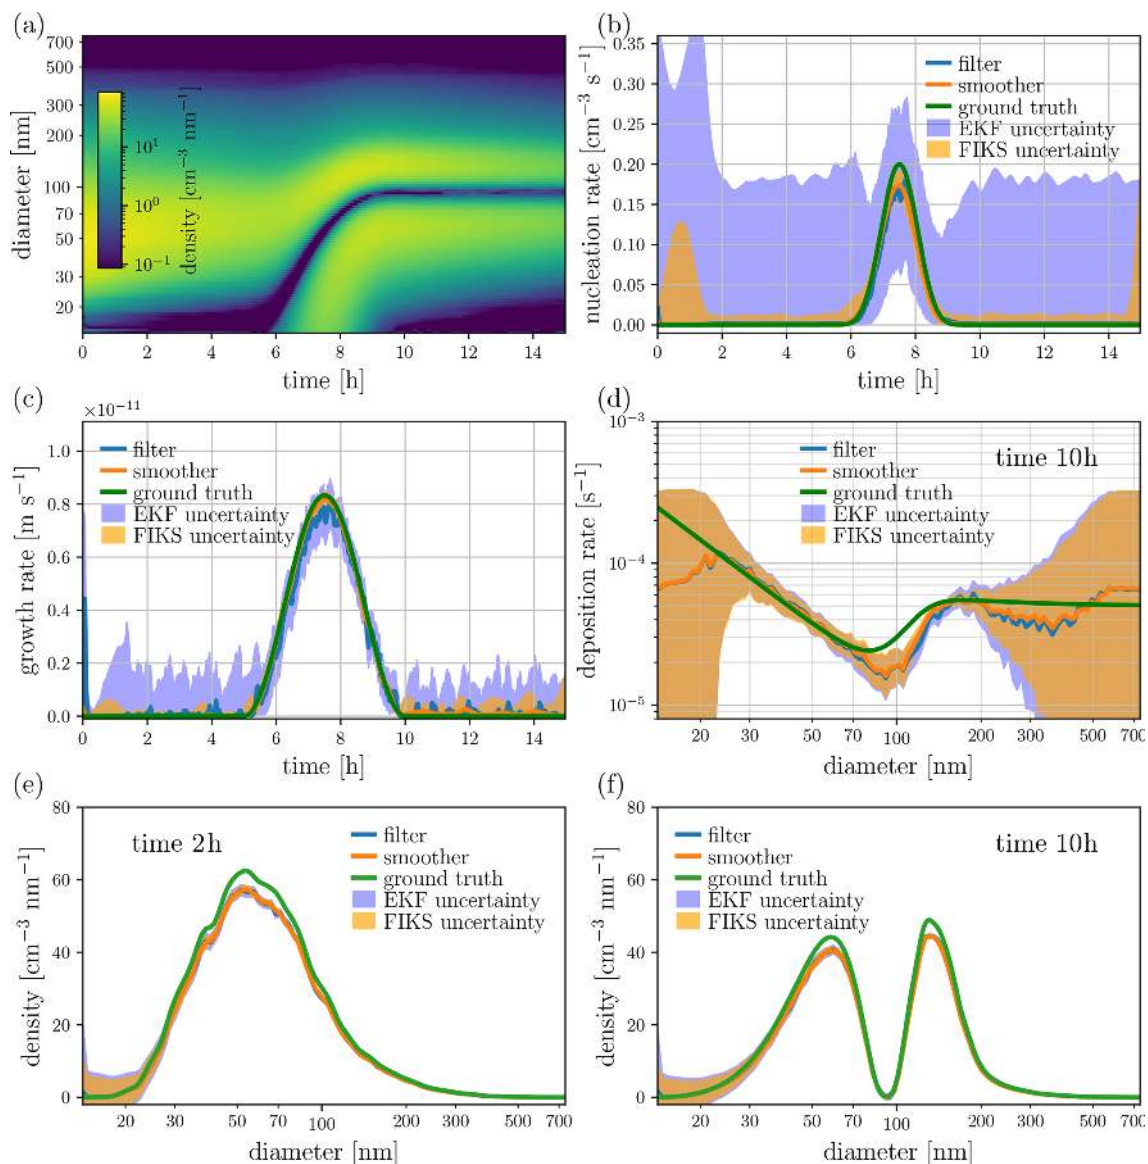 (a)
700
500
300
200
100
70
50
30
20
diameter [nm]
10¹
10⁰
10⁻¹
density [cm⁻³ nm⁻¹]
0 2 4 6 8 10 12 14
time [h]
(b)
0.35
0.30
0.25
0.20
0.15
0.10
0.05
0.00
nucleation rate [cm⁻³ s⁻¹]
filter
smoother
ground truth
EKF uncertainty
FIKS uncertainty
0 2 4 6 8 10 12 14
time [h]
(c)
×10⁻¹¹
1.0
0.8
0.6
0.4
0.2
0.0
growth rate [m s⁻¹]
filter
smoother
ground truth
EKF uncertainty
FIKS uncertainty
0 2 4 6 8 10 12 14
time [h]
(d)
10⁻³
10⁻⁴
10⁻⁵
deposition rate [s⁻¹]
filter
smoother
ground truth
EKF uncertainty
FIKS uncertainty
time 10h
20 30 50 70 100 200 300 500 700
diameter [nm]
(e)
80
60
40
20
0
density [cm⁻³ nm⁻¹]
time 2h
filter
smoother
ground truth
EKF uncertainty
FIKS uncertainty
20 30 50 70 100 200 300 500 700
diameter [nm]
(f)
80
60
40
20
0
density [cm⁻³ nm⁻¹]
filter
smoother
ground truth
EKF uncertainty
FIKS uncertainty
time 10h
20 30 50 70 100 200 300 500 700
diameter [nm]